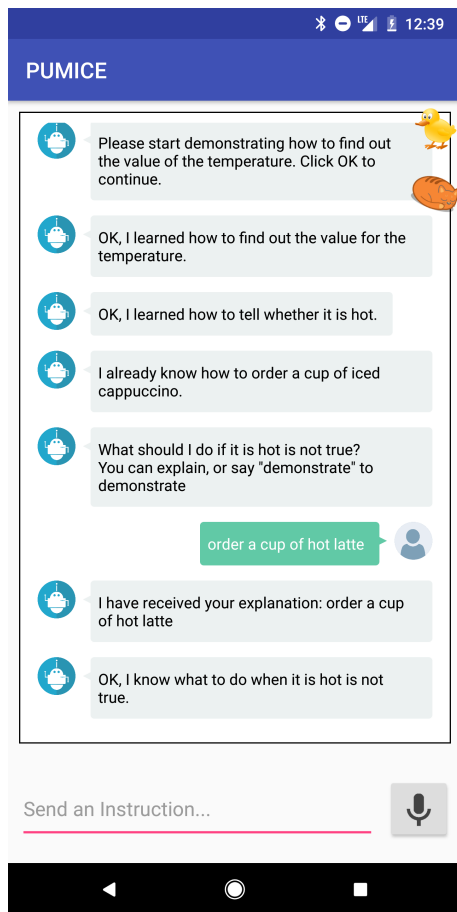 LTE 12:39
PUMICE
Please start demonstrating how to find out
the value of the temperature. Click OK to
continue.
OK, I learned how to find out the value for the
temperature.
OK, I learned how to tell whether it is hot.
I already know how to order a cup of iced
cappuccino.
What should I do if it is hot is not true?
You can explain, or say "demonstrate" to
demonstrate
order a cup of hot latte
I have received your explanation: order a cup
of hot latte
OK, I know what to do when it is hot is not
true.
Send an Instruction...